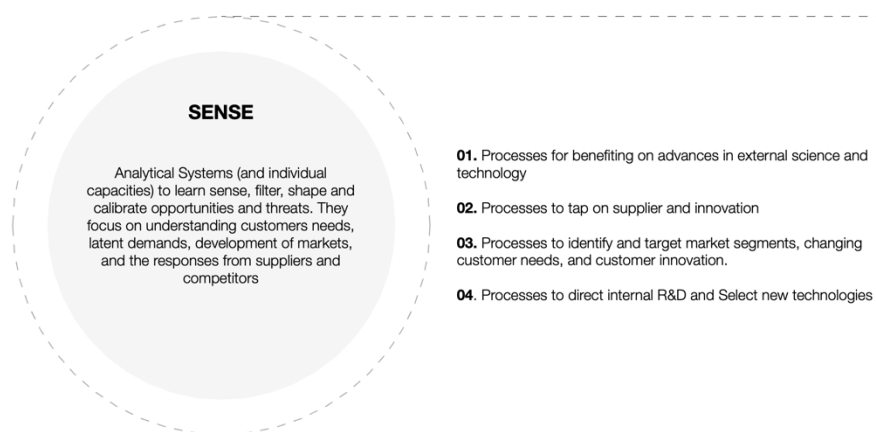 SENSE
Analytical Systems (and individual
capacities) to learn sense, filter, shape and
calibrate opportunities and threats. They
focus on understanding customers needs,
latent demands, development of markets,
and the responses from suppliers and
competitors
01. Processes for benefiting on advances in external science and
technology
02. Processes to tap on supplier and innovation
03. Processes to identify and target market segments, changing
customer needs, and customer innovation.
04. Processes to direct internal R&D and Select new technologies